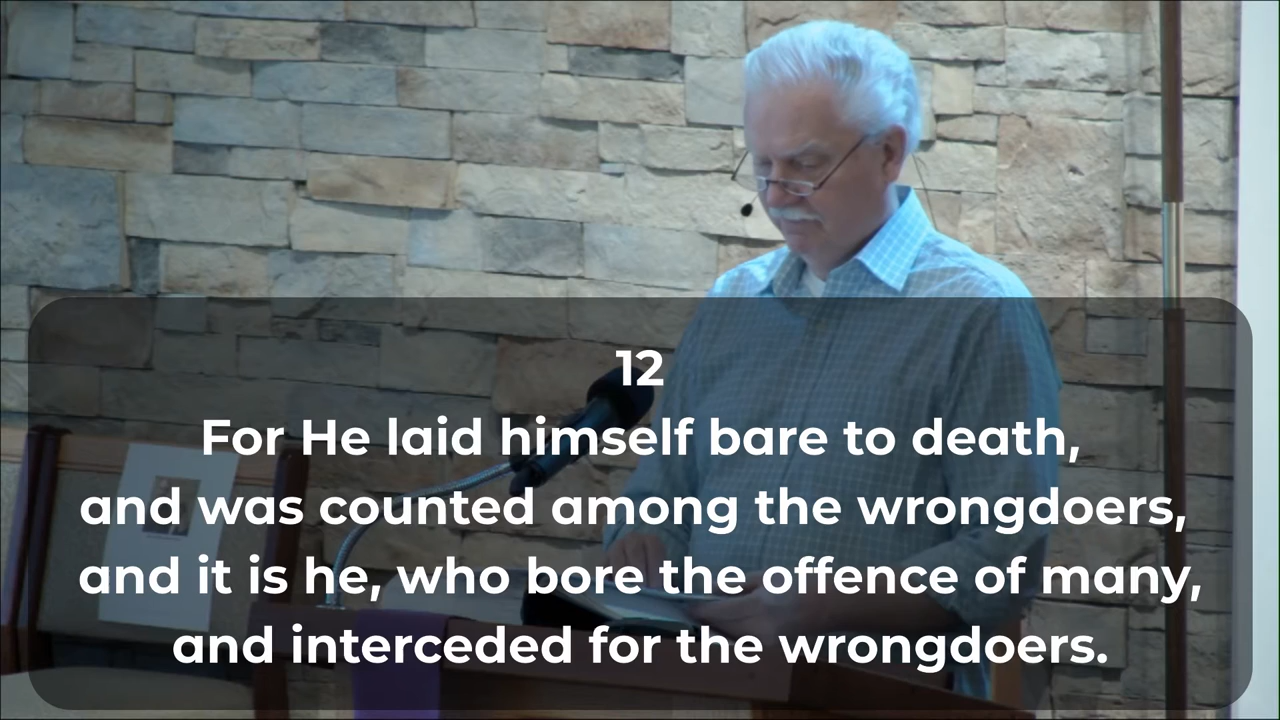 12
For He laid himself bare to death,
and was counted among the wrongdoers,
and it is he, who bore the offence of many,
and interceded for the wrongdoers.